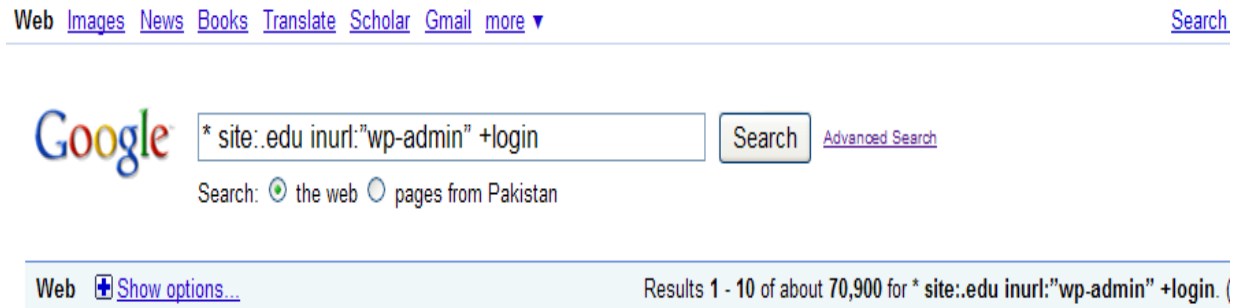 Web Images News Books Translate Scholar Gmail more ▼ Search
Google * site:.edu inurl:”wp-admin” +login Search Advanced Search
Search: the web pages from Pakistan
Web Show options... Results 1 - 10 of about 70,900 for * site:.edu inurl:”wp-admin” +login. (